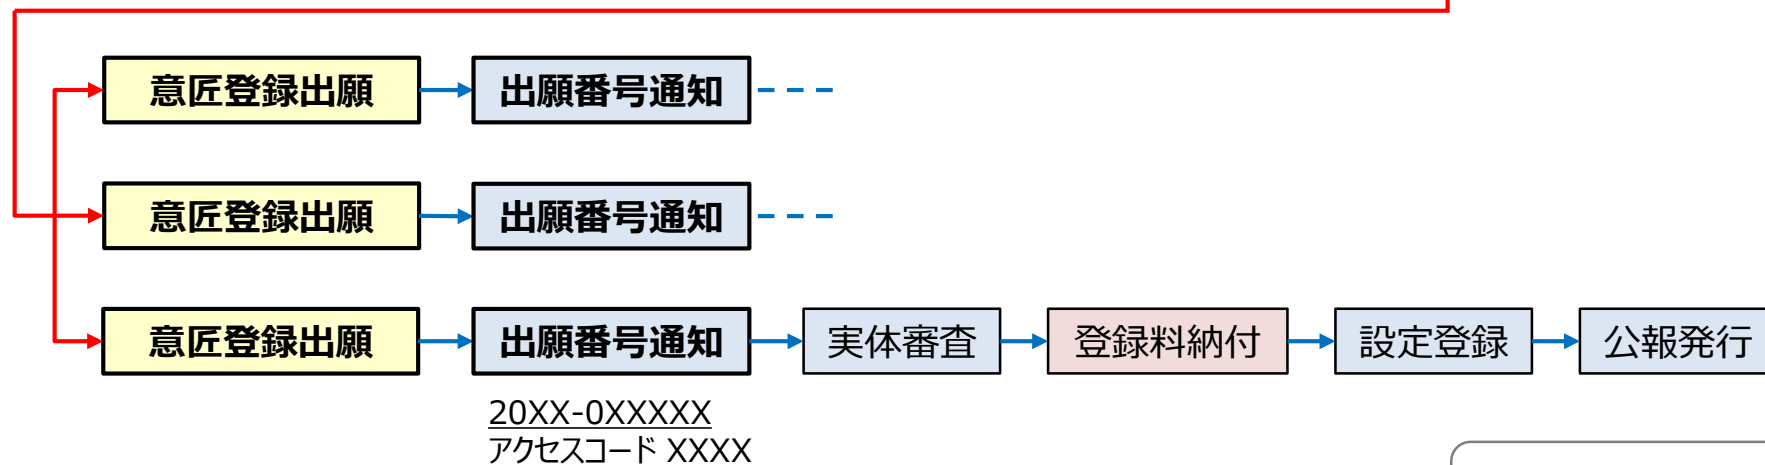 意匠登録出願 出願番号通知
意匠登録出願 出願番号通知
意匠登録出願 出願番号通知 実体審査 登録料納付 設定登録 公報発行
20XX-0XXXXX
アクセスコード XXXX